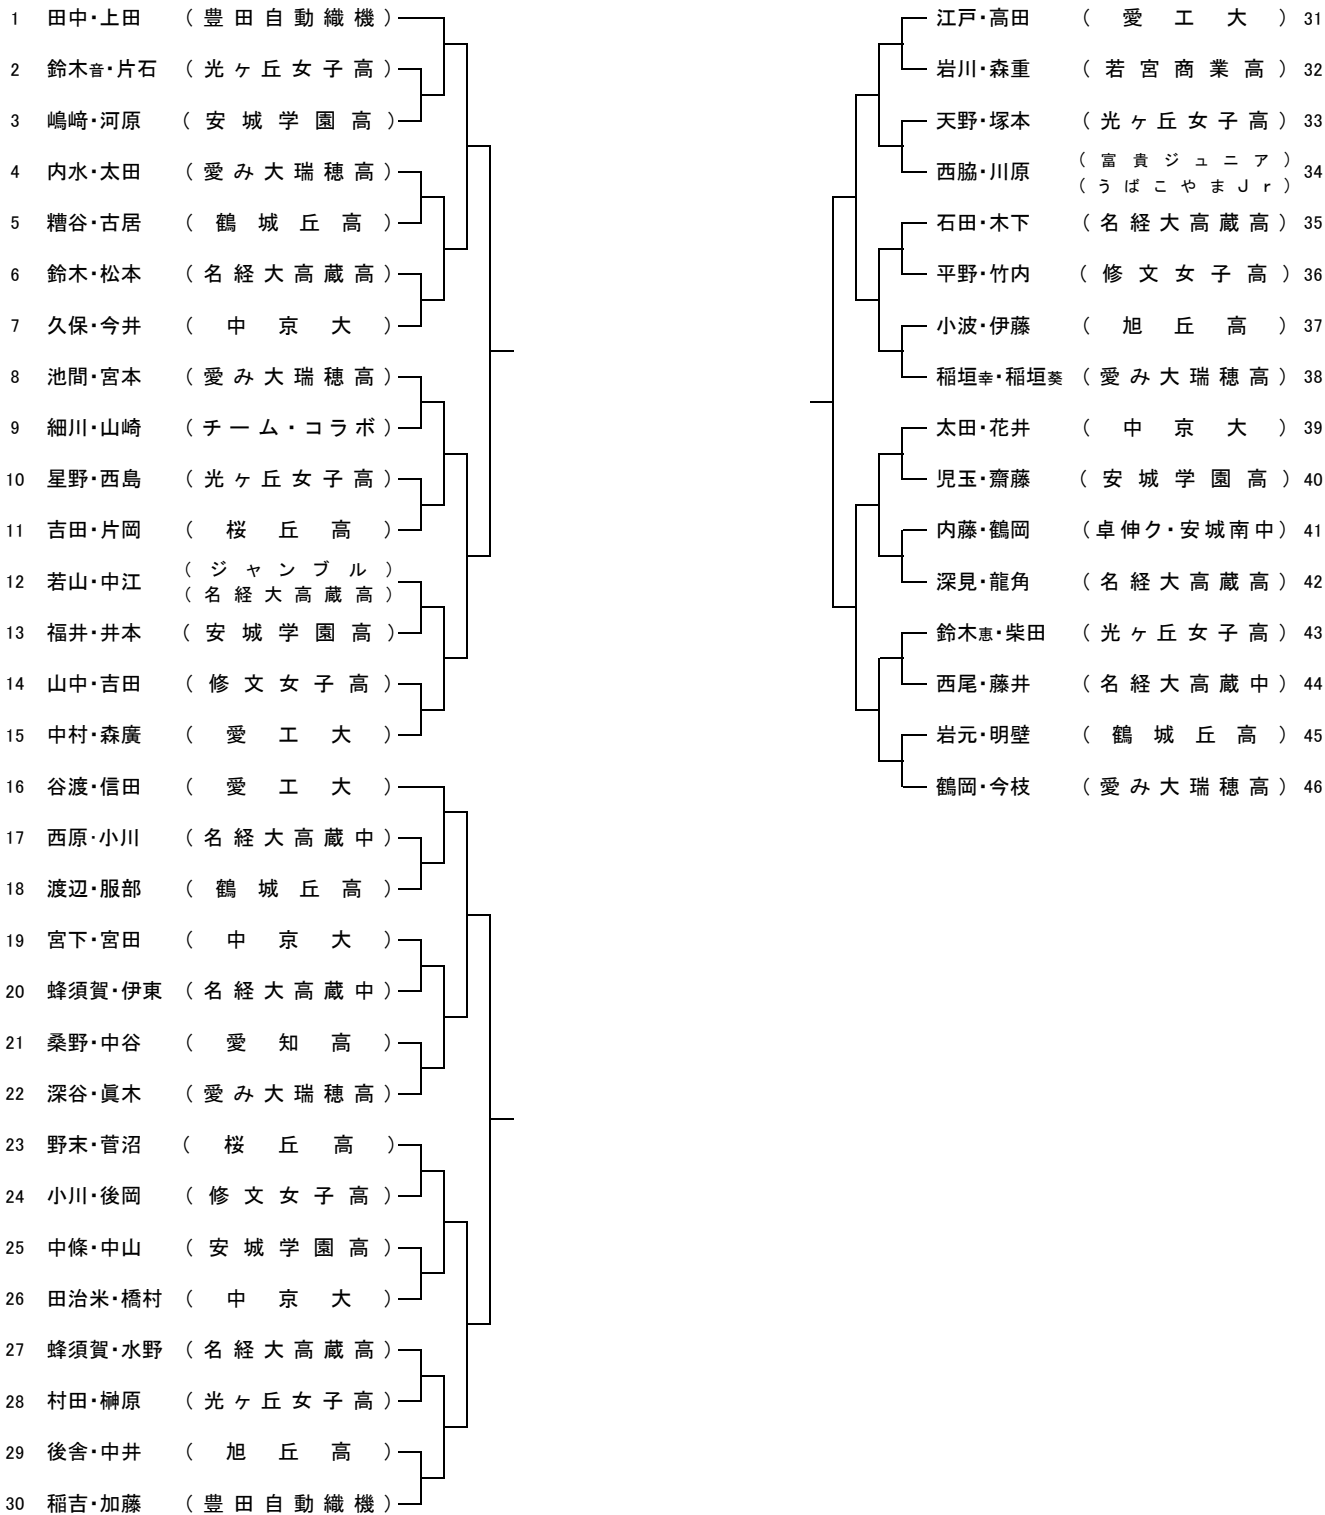 1 田中・上田 (豊田自動織機)
2 鈴木音・片石 (光ヶ丘女子高)
3 嶋﨑・河原 (安城学園高)
4 内水・太田 (愛み大瑞穂高)
5 糟谷・古居 (鶴城丘高)
6 鈴木・松本 (名経大高蔵高)
7 久保・今井 (中京大)
8 池間・宮本 (愛み大瑞穂高)
9 細川・山崎 (チーム・コラボ)
10 星野・西島 (光ヶ丘女子高)
11 吉田・片岡 (桜丘高)
12 若山・中江 (ジャンブル)
(名経大高蔵高)
13 福井・井本 (安城学園高)
14 山中・吉田 (修文女子高)
15 中村・森廣 (愛工大)
16 谷渡・信田 (愛工大)
17 西原・小川 (名経大高蔵中)
18 渡辺・服部 (鶴城丘高)
19 宮下・宮田 (中京大)
20 蜂須賀・伊東 (名経大高蔵中)
21 桑野・中谷 (愛知高)
22 深谷・眞木 (愛み大瑞穂高)
23 野末・菅沼 (桜丘高)
24 小川・後岡 (修文女子高)
25 中條・中山 (安城学園高)
26 田治米・橋村 (中京大)
27 蜂須賀・水野 (名経大高蔵高)
28 村田・榊原 (光ヶ丘女子高)
29 後舎・中井 (旭丘高)
30 稲吉・加藤 (豊田自動織機)
江戸・高田 (愛工大) 31
岩川・森重 (若宮商業高) 32
天野・塚本 (光ヶ丘女子高) 33
西脇・川原 (富貴ジュニア) 34
(うばこやまJr)
石田・木下 (名経大高蔵高) 35
平野・竹内 (修文女子高) 36
小波・伊藤 (旭丘高) 37
稲垣幸・稲垣葵 (愛み大瑞穂高) 38
太田・花井 (中京大) 39
児玉・齋藤 (安城学園高) 40
内藤・鶴岡 (卓伸ク・安城南中) 41
深見・龍角 (名経大高蔵高) 42
鈴木恵・柴田 (光ヶ丘女子高) 43
西尾・藤井 (名経大高蔵中) 44
岩元・明壁 (鶴城丘高) 45
鶴岡・今枝 (愛み大瑞穂高) 46